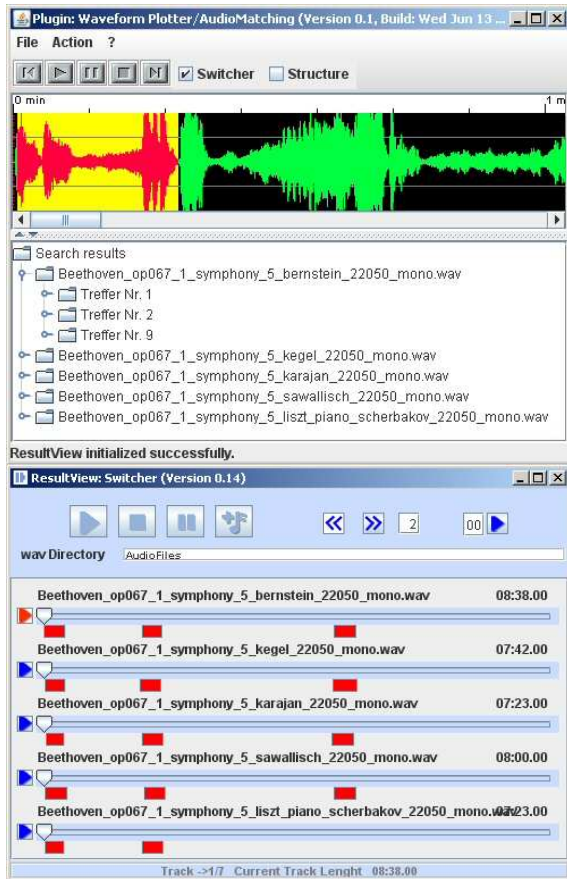 Plugin: Waveform Plotter/AudioMatching (Version 0.1, Build: Wed Jun 13 ...
File Action ?
Switcher Structure
0 min 1 m
Search results
Beethoven_op067_1_symphony_5_bernstein_22050_mono.wav
Treffer Nr. 1
Treffer Nr. 2
Treffer Nr. 9
Beethoven_op067_1_symphony_5_kegel_22050_mono.wav
Beethoven_op067_1_symphony_5_karajan_22050_mono.wav
Beethoven_op067_1_symphony_5_sawallisch_22050_mono.wav
Beethoven_op067_1_symphony_5_liszt_piano_scherbakov_22050_mono.wav
ResultView initialized successfully.
ResultView: Switcher (Version 0.14)
2 00
wav Directory AudioFiles
Beethoven_op067_1_symphony_5_bernstein_22050_mono.wav 08:38.00
Beethoven_op067_1_symphony_5_kegel_22050_mono.wav 07:42.00
Beethoven_op067_1_symphony_5_karajan_22050_mono.wav 07:23.00
Beethoven_op067_1_symphony_5_sawallisch_22050_mono.wav 08:00.00
Beethoven_op067_1_symphony_5_liszt_piano_scherbakov_22050_mono.wav 07:23.00
Track ->1/7 Current Track Lenght 08:38.00